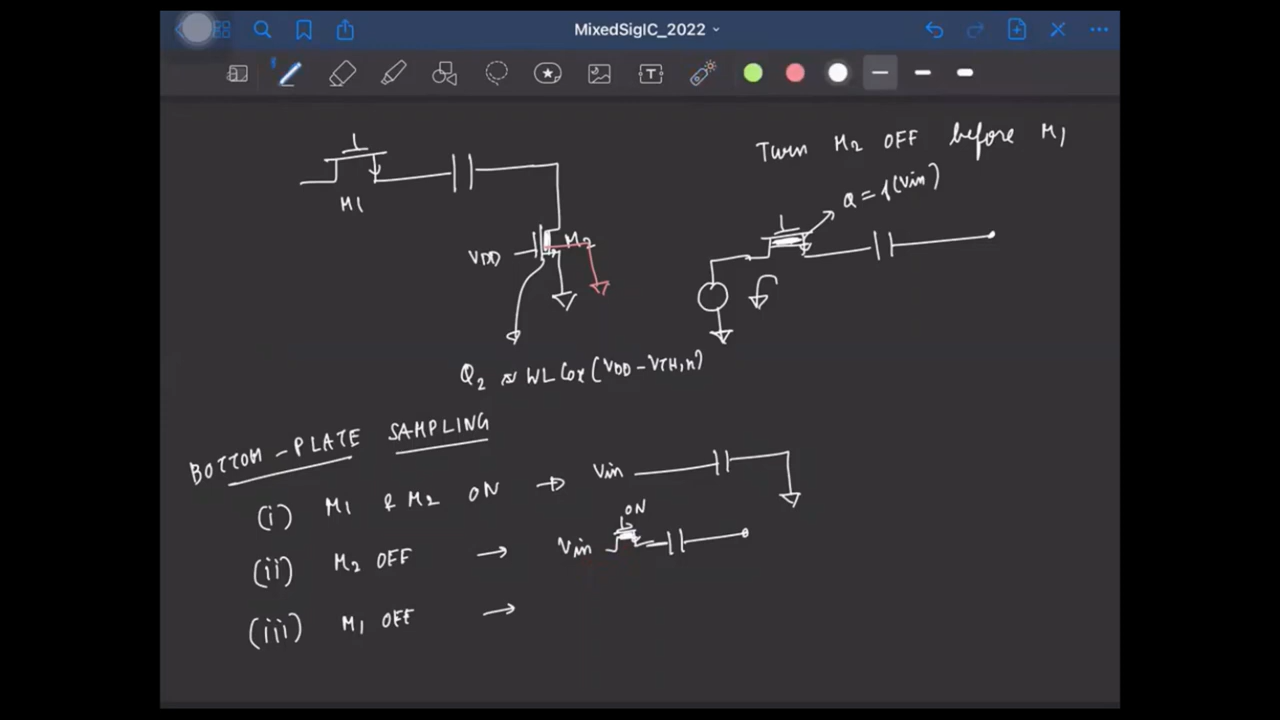 MixedSigIC_2022
Turn M2 OFF before M1
Q = f(Vin)
M1
VDD
M2
Q2 ≈ WL Cox (VDD - VTH,n)
BOTTOM - PLATE SAMPLING
(i) M1 & M2 ON → Vin
ON
(ii) M2 OFF → Vin
(iii) M1 OFF →